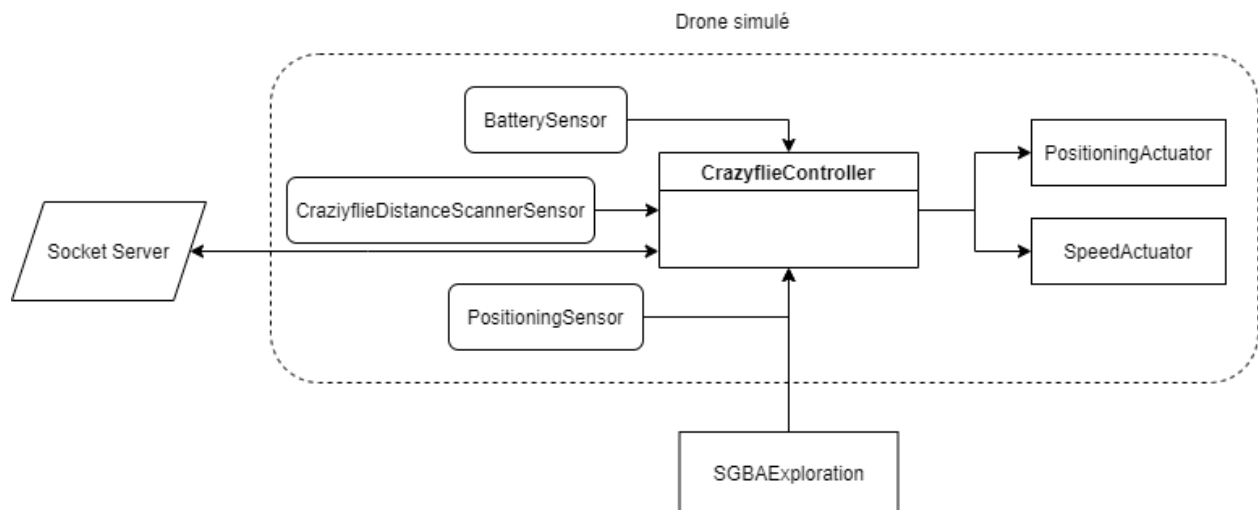 Drone simulé
BatterySensor
PositioningActuator
CrazyflieController
CraziyflieDistanceScannerSensor
Socket Server
SpeedActuator
PositioningSensor
SGBAExploration